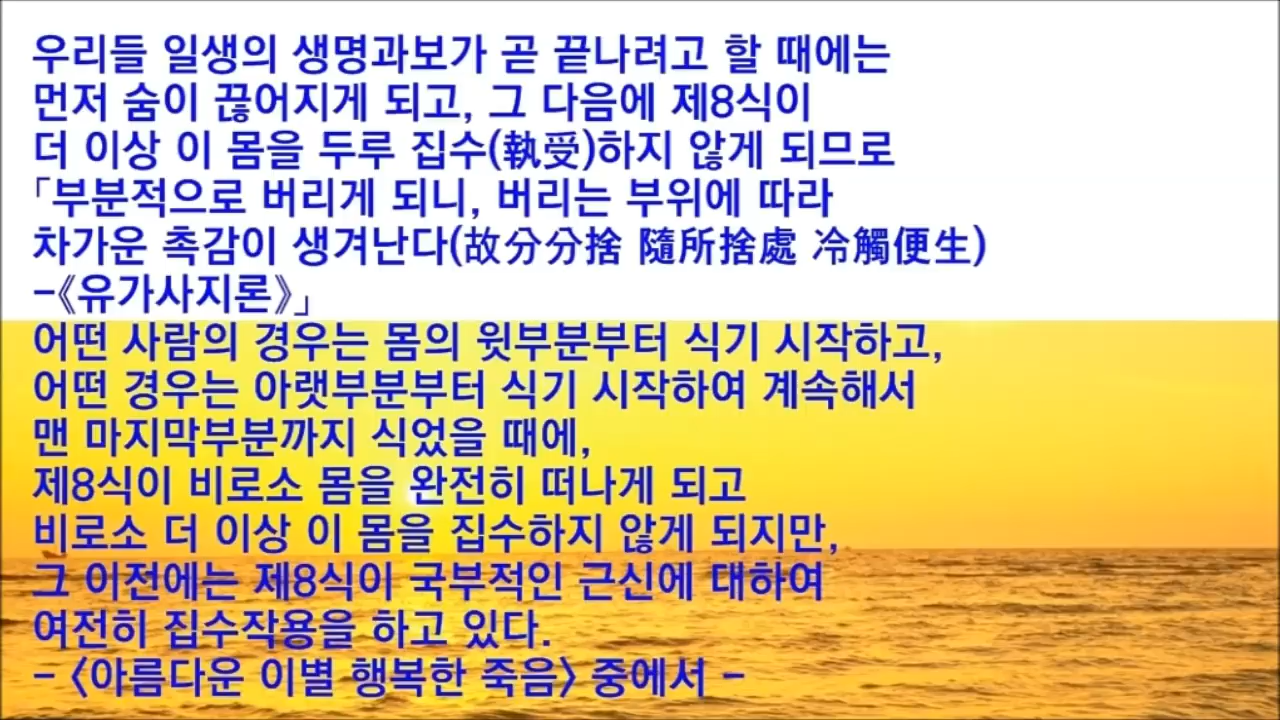 우리들 일생의 생명과보가 곧 끝나려고 할 때에는
먼저 숨이 끊어지게 되고, 그 다음에 제8식이
더 이상 이 몸을 두루 집수(執受)하지 않게 되므로
「부분적으로 버리게 되니, 버리는 부위에 따라
차가운 촉감이 생겨난다(故分分捨 隨所捨處 冷觸便生)
-《유가사지론》」
어떤 사람의 경우는 몸의 윗부분부터 식기 시작하고,
어떤 경우는 아랫부분부터 식기 시작하여 계속해서
맨 마지막부분까지 식었을 때에,
제8식이 비로소 몸을 완전히 떠나게 되고
비로소 더 이상 이 몸을 집수하지 않게 되지만,
그 이전에는 제8식이 국부적인 근신에 대하여
여전히 집수작용을 하고 있다.
- <아름다운 이별 행복한 죽음> 중에서 -